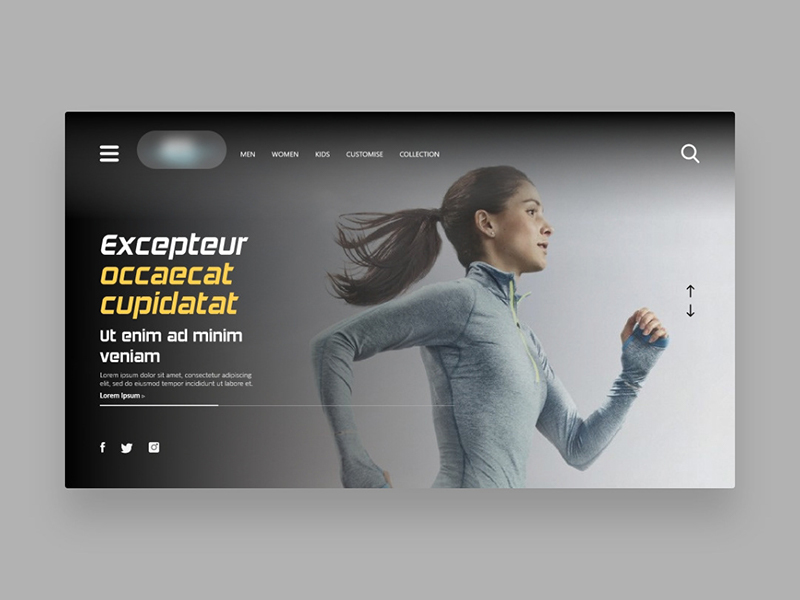 MEN WOMEN KIDS CUSTOMISE COLLECTION
Excepteur
occaecat
cupidatat
Ut enim ad minim
veniam
Lorem ipsum dolor sit amet, consectetur adipiscing
elit, sed do eiusmod tempor incididunt ut labore et.
Lorem Ipsum »